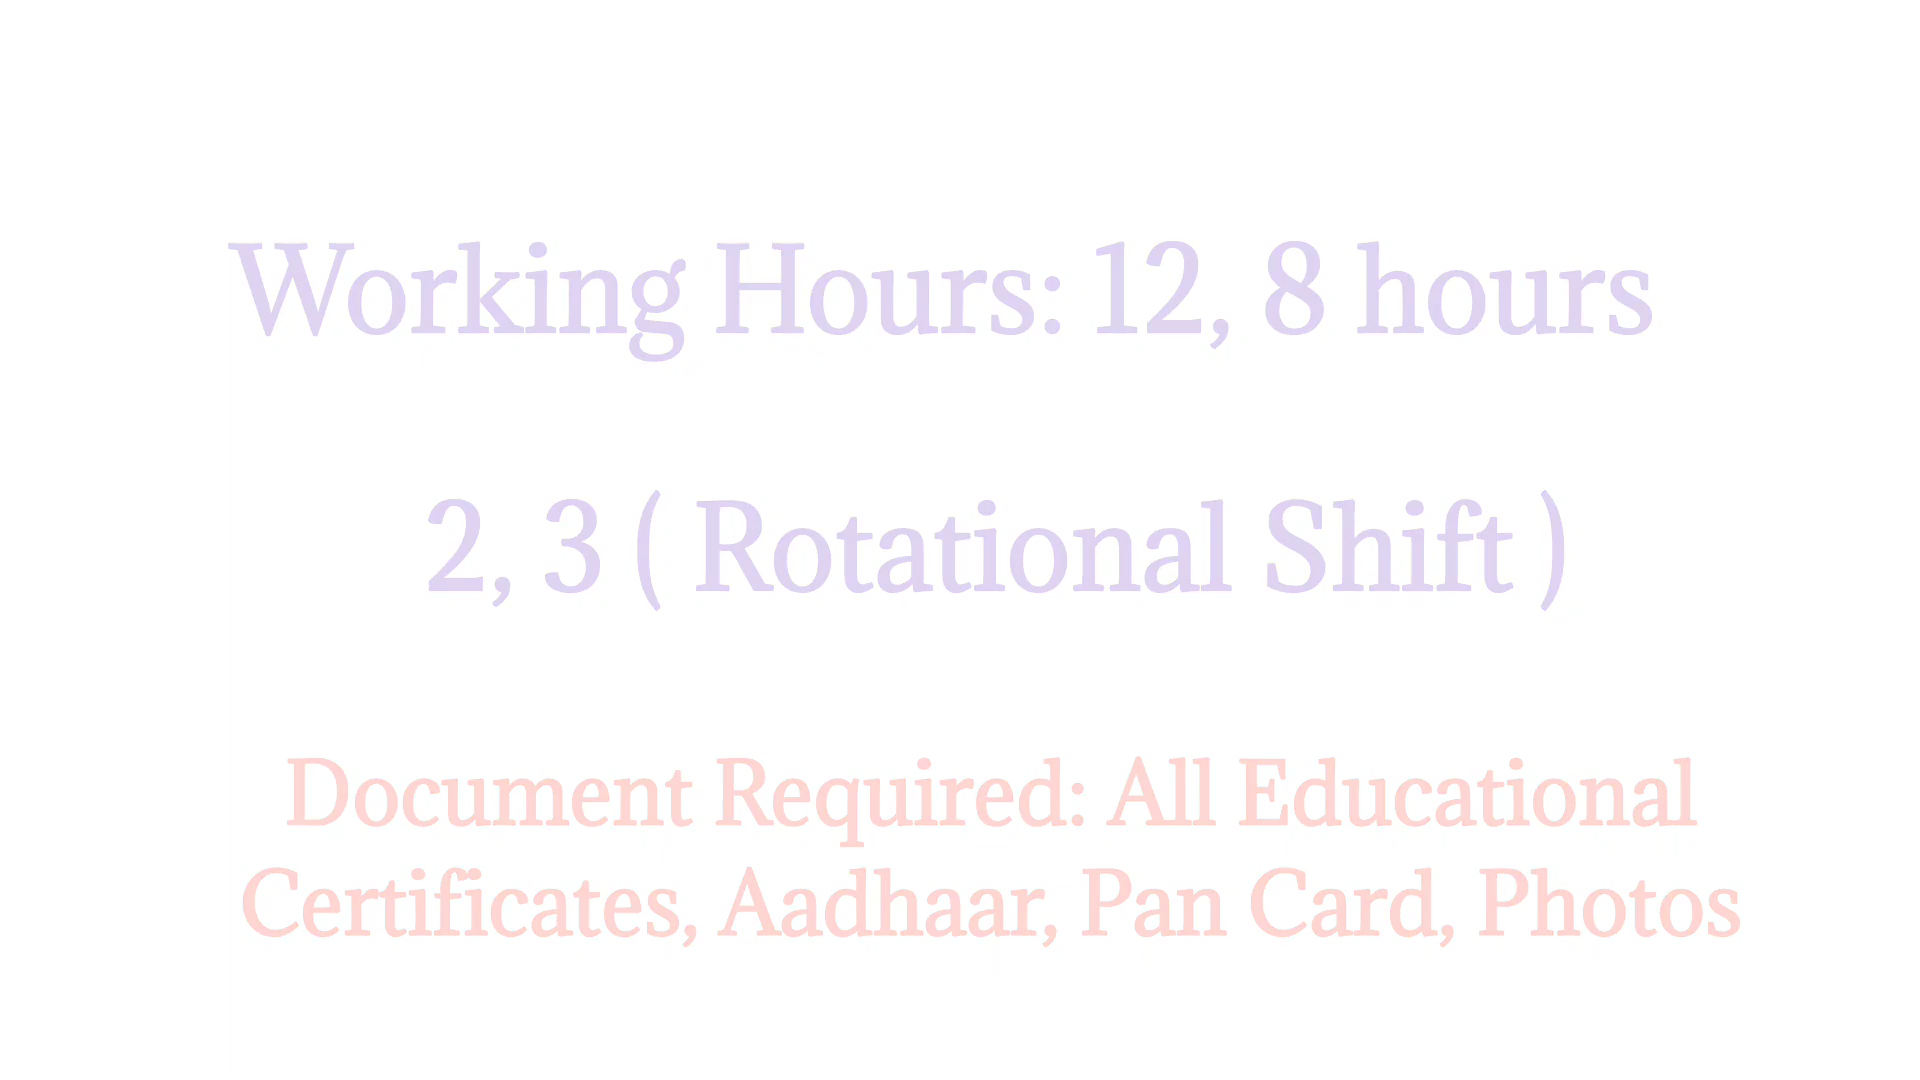 Working Hours: 12, 8 hours
2, 3 ( Rotational Shift )
Document Required: All Educational
Certificates, Aadhaar, Pan Card, Photos